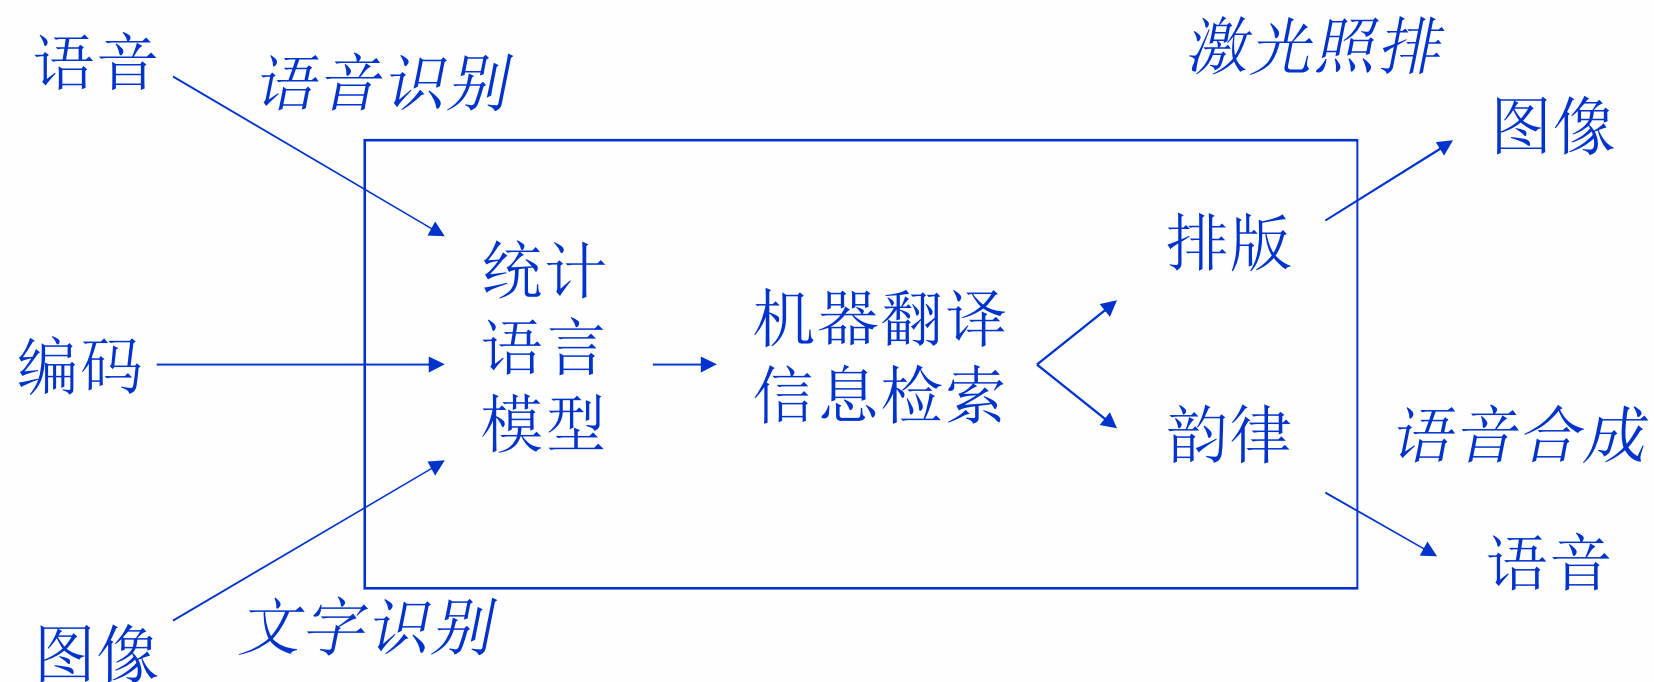 语音
语音识别
激光照排
图像
统计
语言
模型
机器翻译
信息检索
排版
编码
韵律
语音合成
语音
图像
文字识别